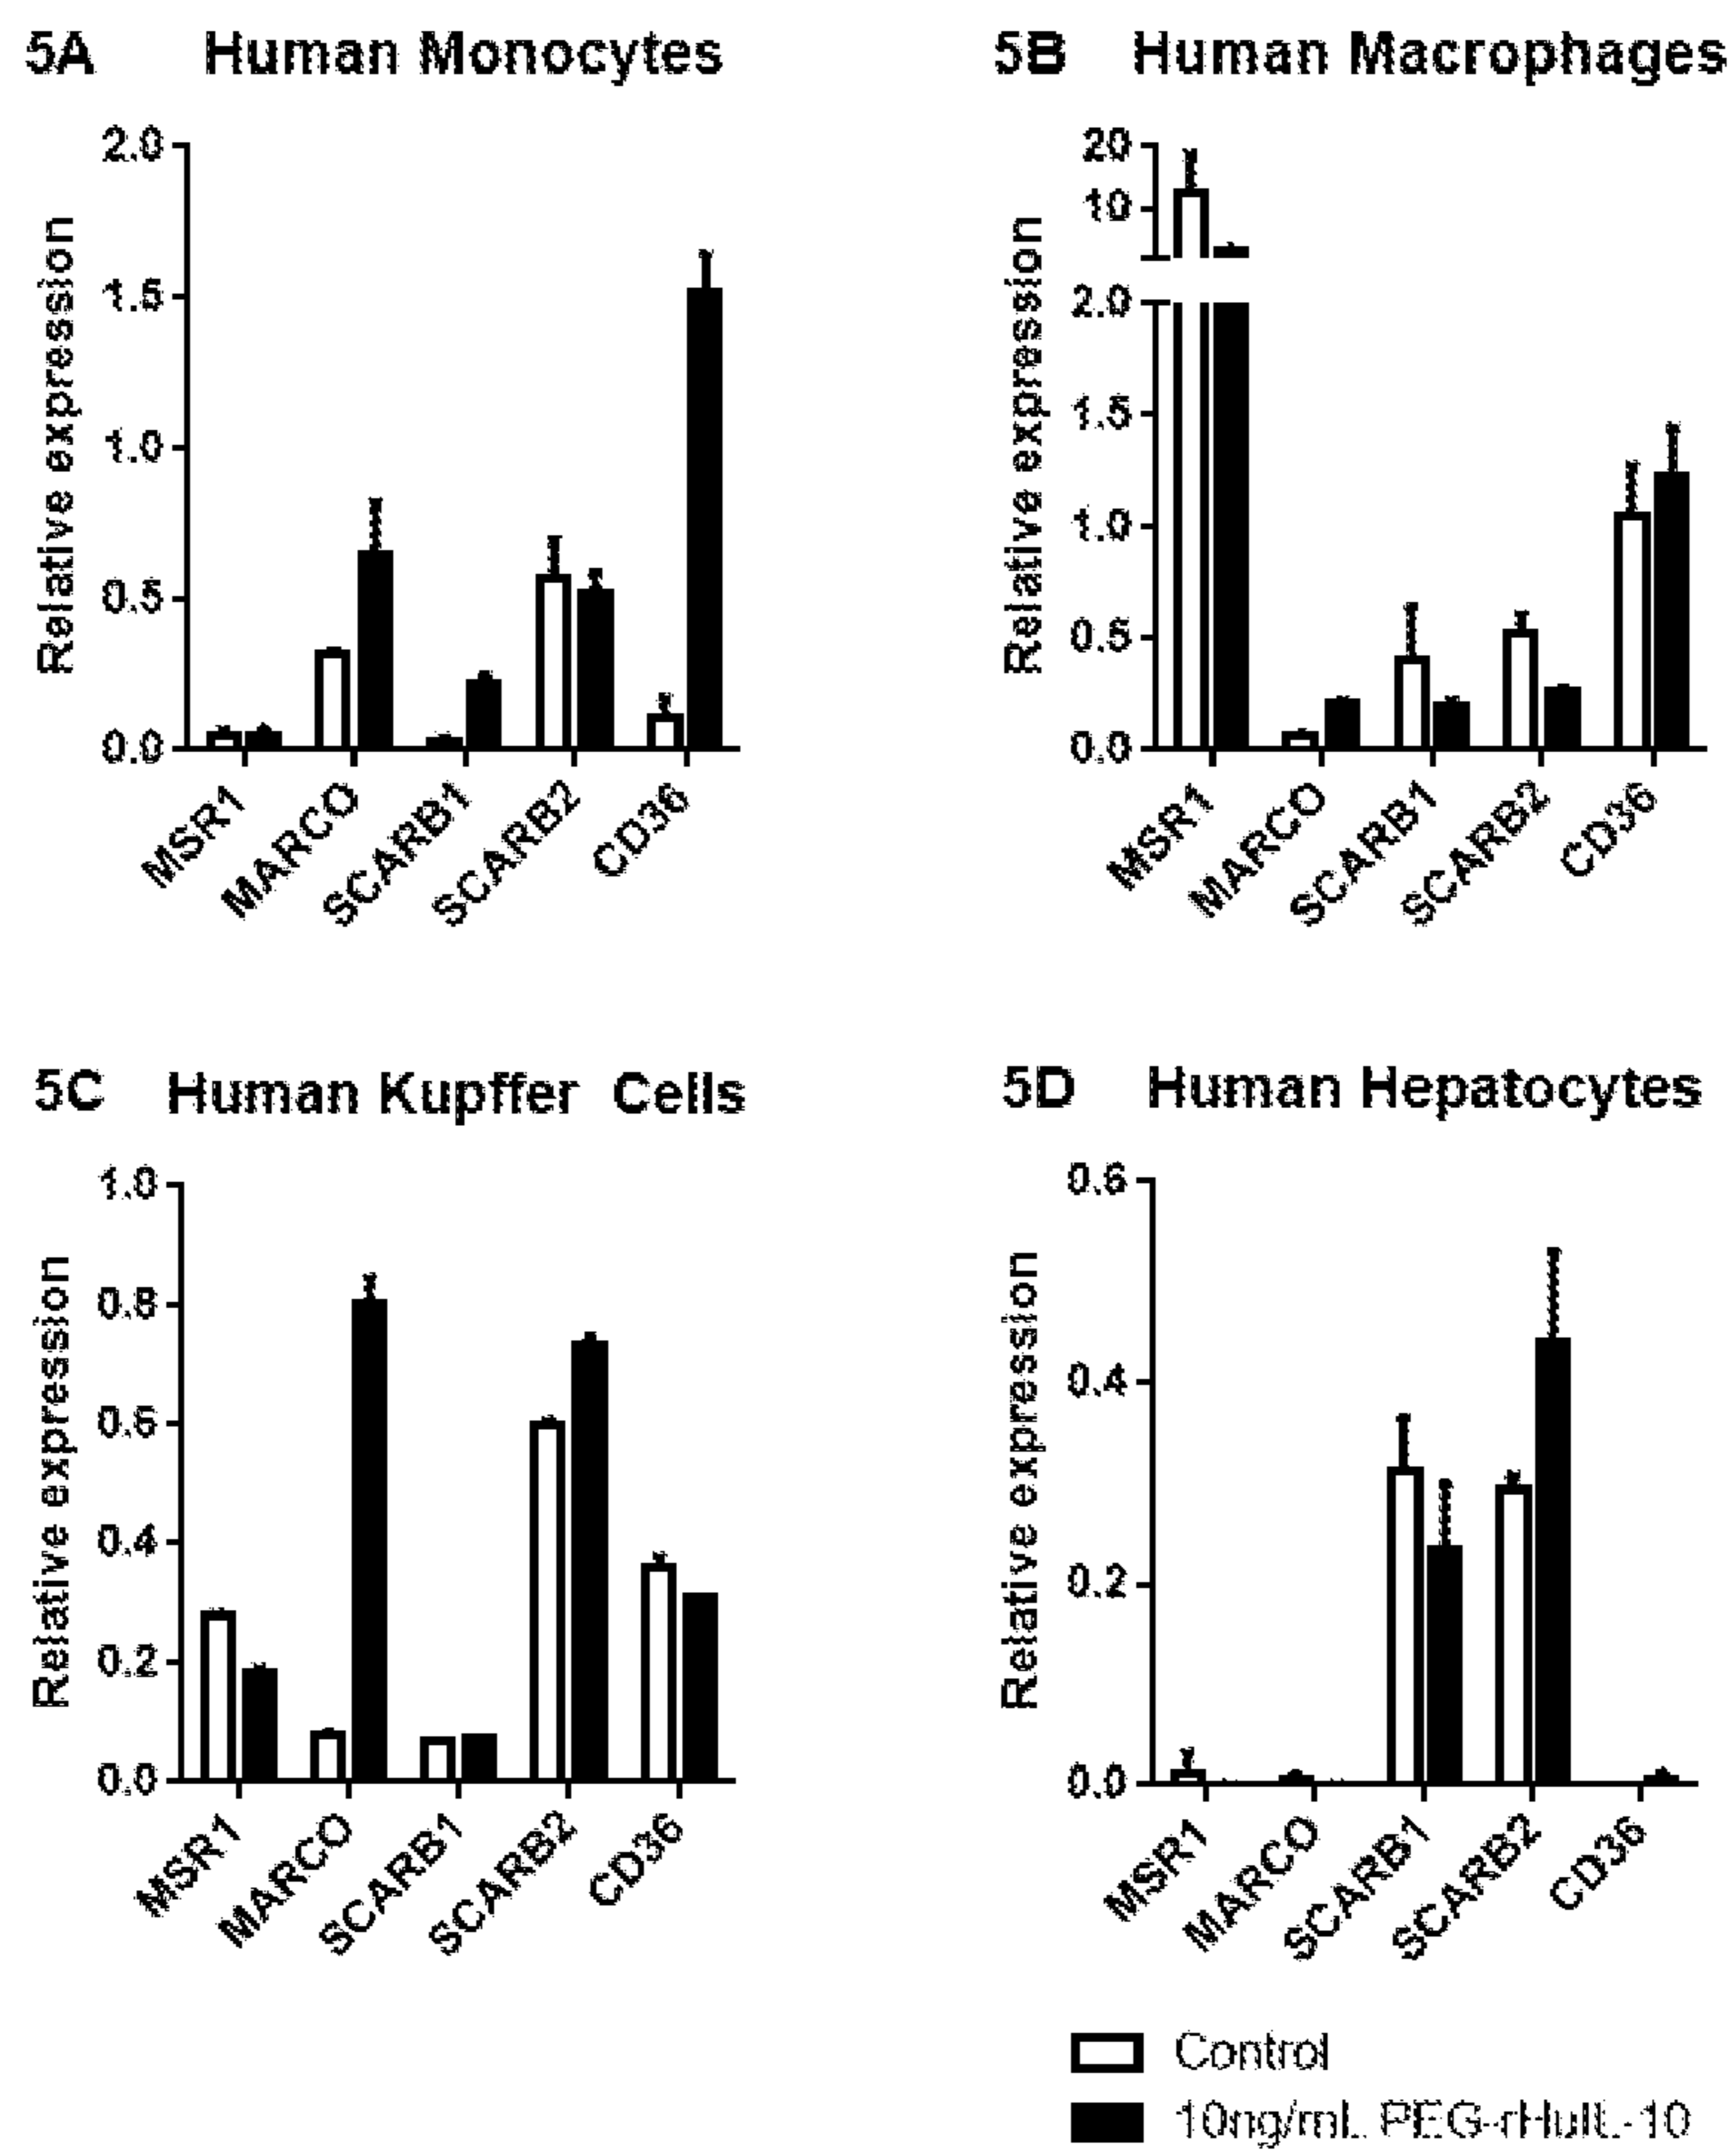 5A Human Monocytes
Relative expression
2.0
1.5
1.0
0.5
0.0
MSR1
MARCO
SCARB1
SCARB2
CD36
5B Human Macrophages
Relative expression
20
10
2.0
1.5
1.0
0.5
0.0
MSR1
MARCO
SCARB1
SCARB2
CD36
5C Human Kupffer Cells
Relative expression
1.0
0.8
0.6
0.4
0.2
0.0
MSR1
MARCO
SCARB1
SCARB2
CD36
5D Human Hepatocytes
Relative expression
0.6
0.4
0.2
0.0
MSR1
MARCO
SCARB1
SCARB2
CD36
Control
10ng/mL PEG-rHuIL-10